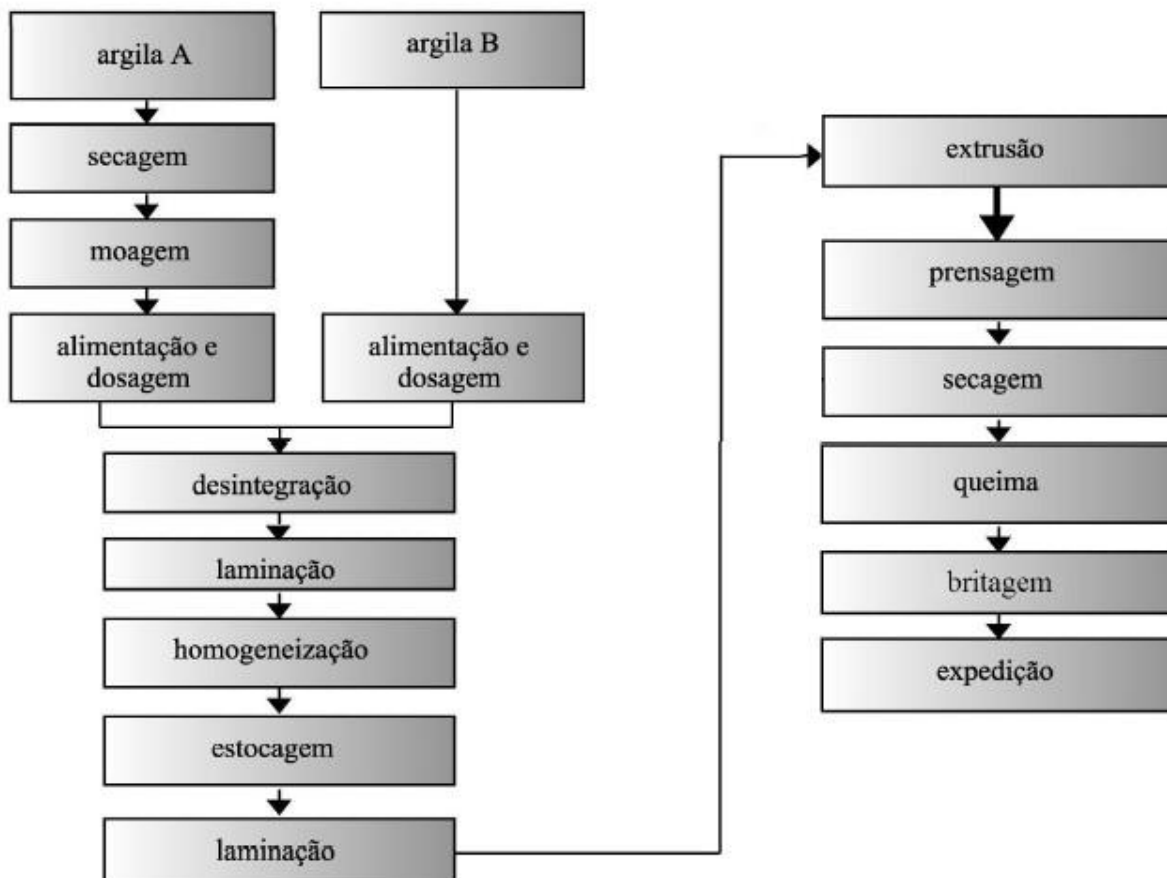 argila A
argila B
secagem
moagem
alimentação e
dosagem
alimentação e
dosagem
desintegração
laminação
homogeneização
estocagem
laminação
extrusão
prensagem
secagem
queima
britagem
expedição